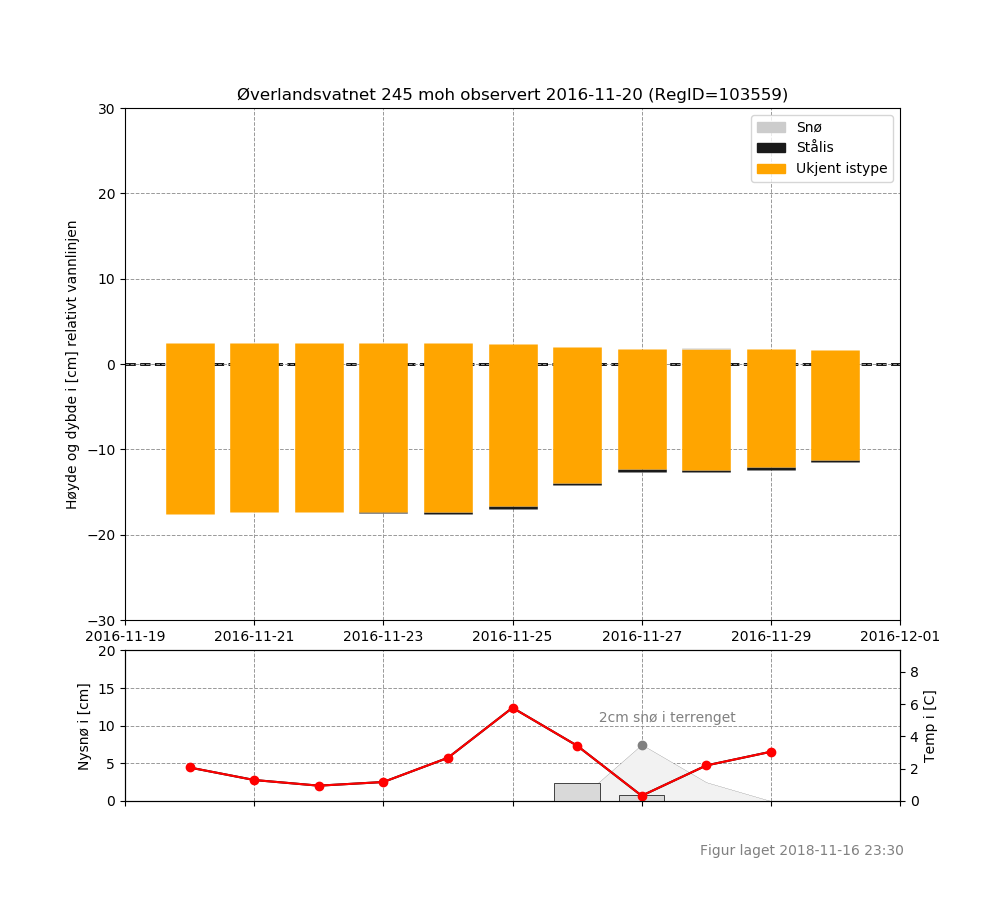 Øverlandsvatnet 245 moh observert 2016-11-20 (RegID=103559)
Snø
Stålis
Ukjent istype
Høyde og dybde i [cm] relativt vannlinjen
30
20
10
0
−10
−20
−30
2016-11-19 2016-11-21 2016-11-23 2016-11-25 2016-11-27 2016-11-29 2016-12-01
Nysnø i [cm]
20
15
10
5
0
2cm snø i terrenget
8
6
4
2
0
Temp i [C]
Figur laget 2018-11-16 23:30